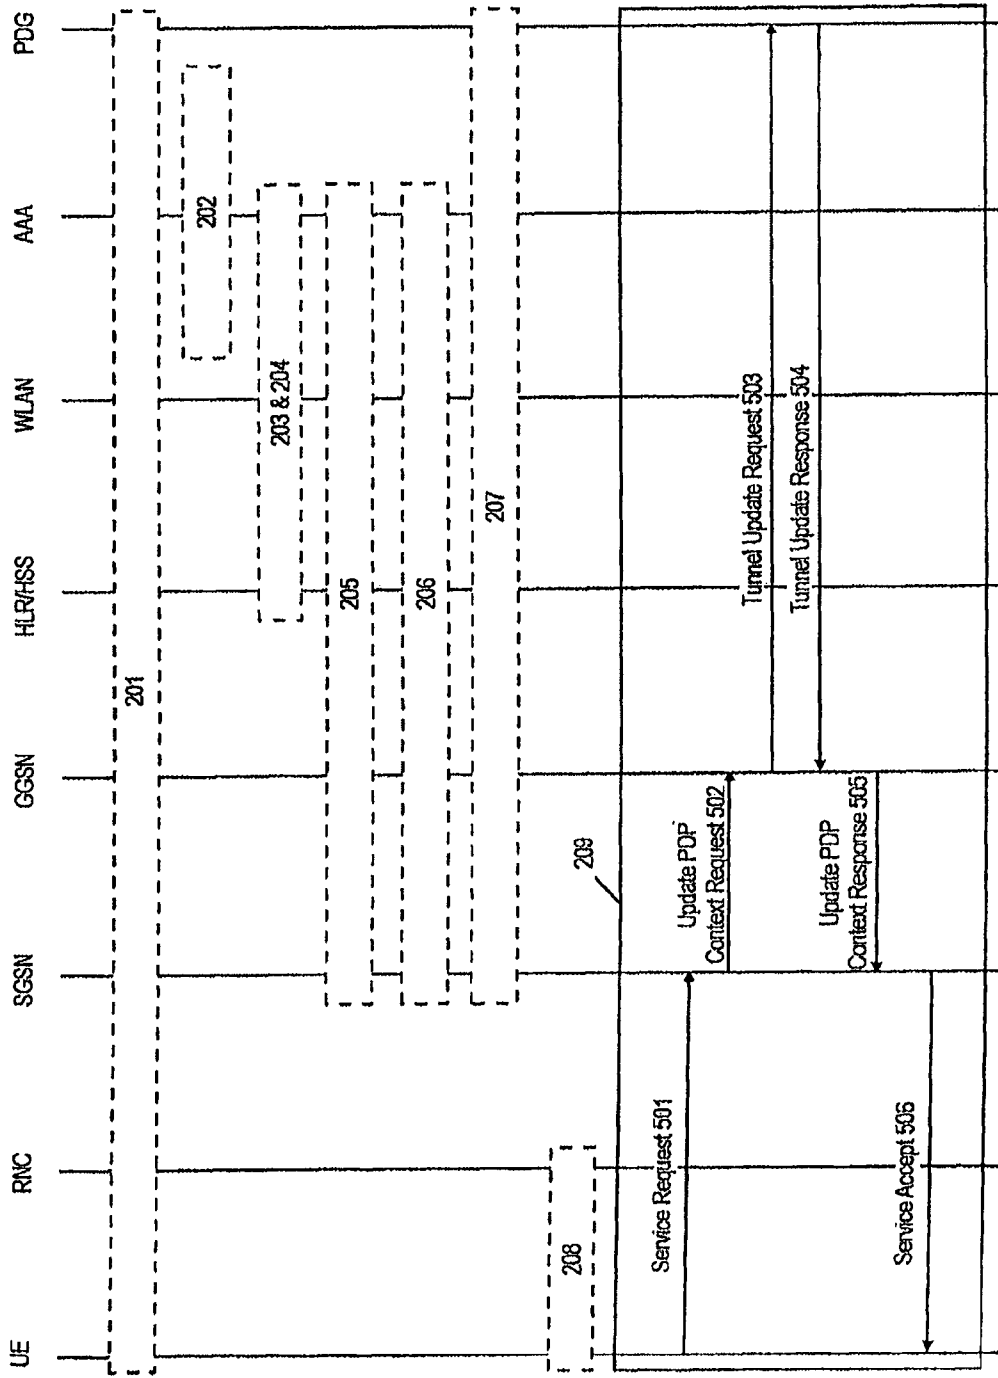 UE
RNC
SGSN
GGSN
HLR/HSS
WLAN
AAA
PDG
201
202
203 & 204
205
206
207
208
209
Service Request 501
Update PDP
Context Request 502
Tunnel Update Request 503
Tunnel Update Response 504
Update PDP
Context Response 505
Service Accept 506